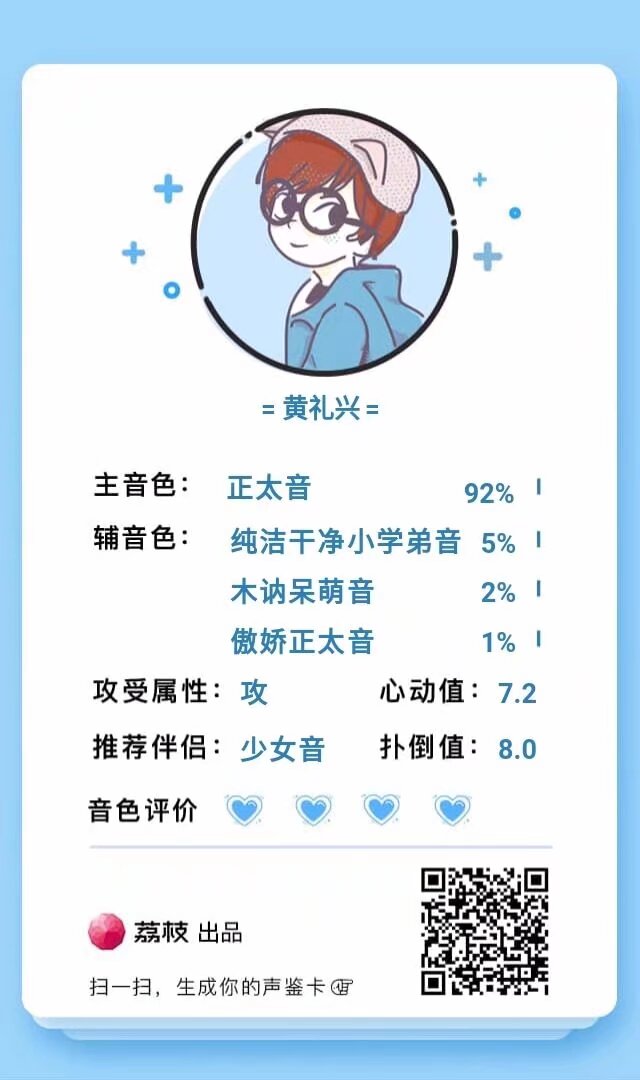 = 黄礼兴 =
主音色： 正太音 92%
辅音色： 纯洁干净小学弟音 5%
木讷呆萌音 2%
傲娇正太音 1%
攻受属性： 攻 心动值： 7.2
推荐伴侣： 少女音 扑倒值： 8.0
音色评价
荔枝 出品
扫一扫，生成你的声鉴卡